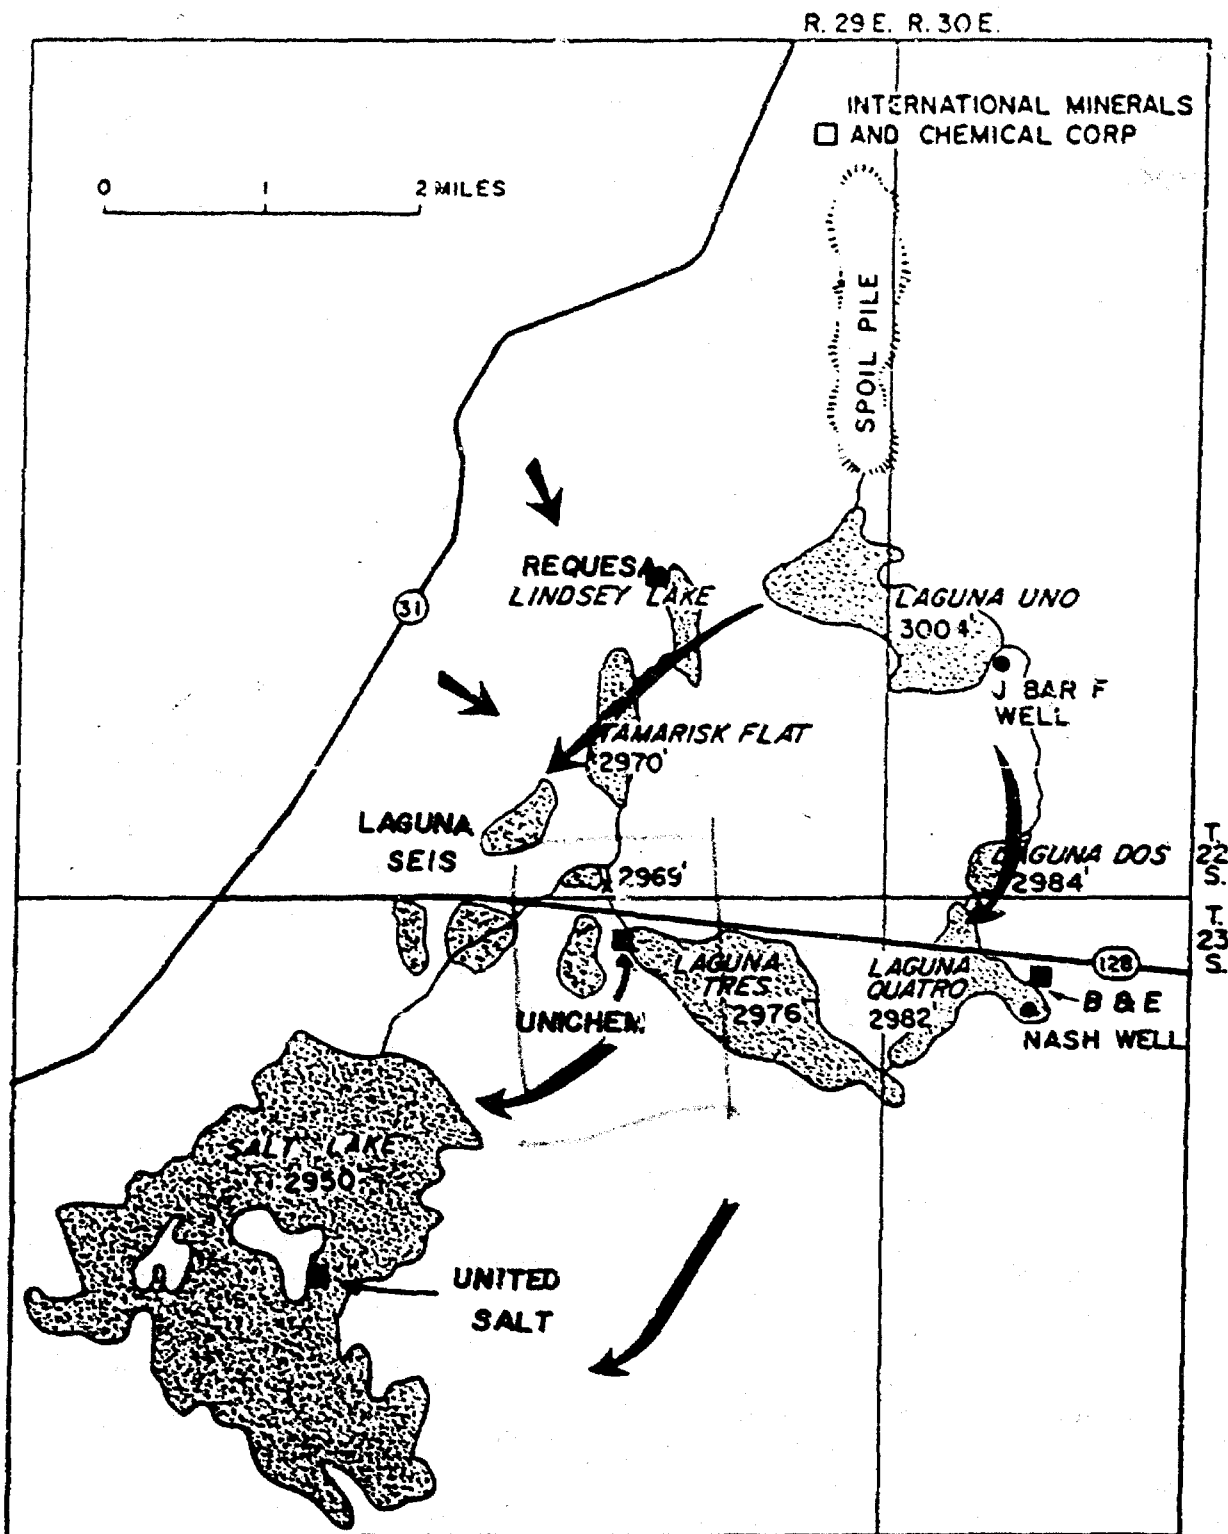 R. 29 E. R. 30 E.
INTERNATIONAL MINERALS
AND CHEMICAL CORP
0 1 2 MILES
SPOIL PILE
REQUESA
LINDSEY LAKE
31
LAGUNA UNO
3004'
J BAR F
WELL
TAMARISK FLAT
2970'
LAGUNA
SEIS
2969'
LAGUNA DOS
2984'
T.
22
S.
T.
23
S.
128
LAGUNA
TRES
2976
LAGUNA
QUATRO
2982'
B & E
NASH WELL
UNICHEM
SALT LAKE
2950
UNITED
SALT